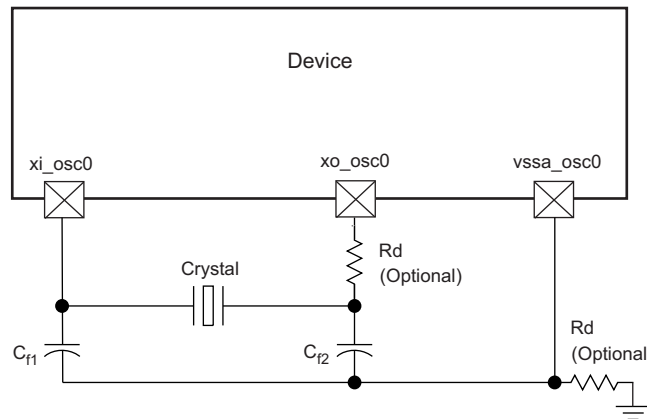 Device
xi_osc0
xo_osc0
vssa_osc0
Rd
(Optional)
Crystal
Rd
(Optional
Cf1
Cf2